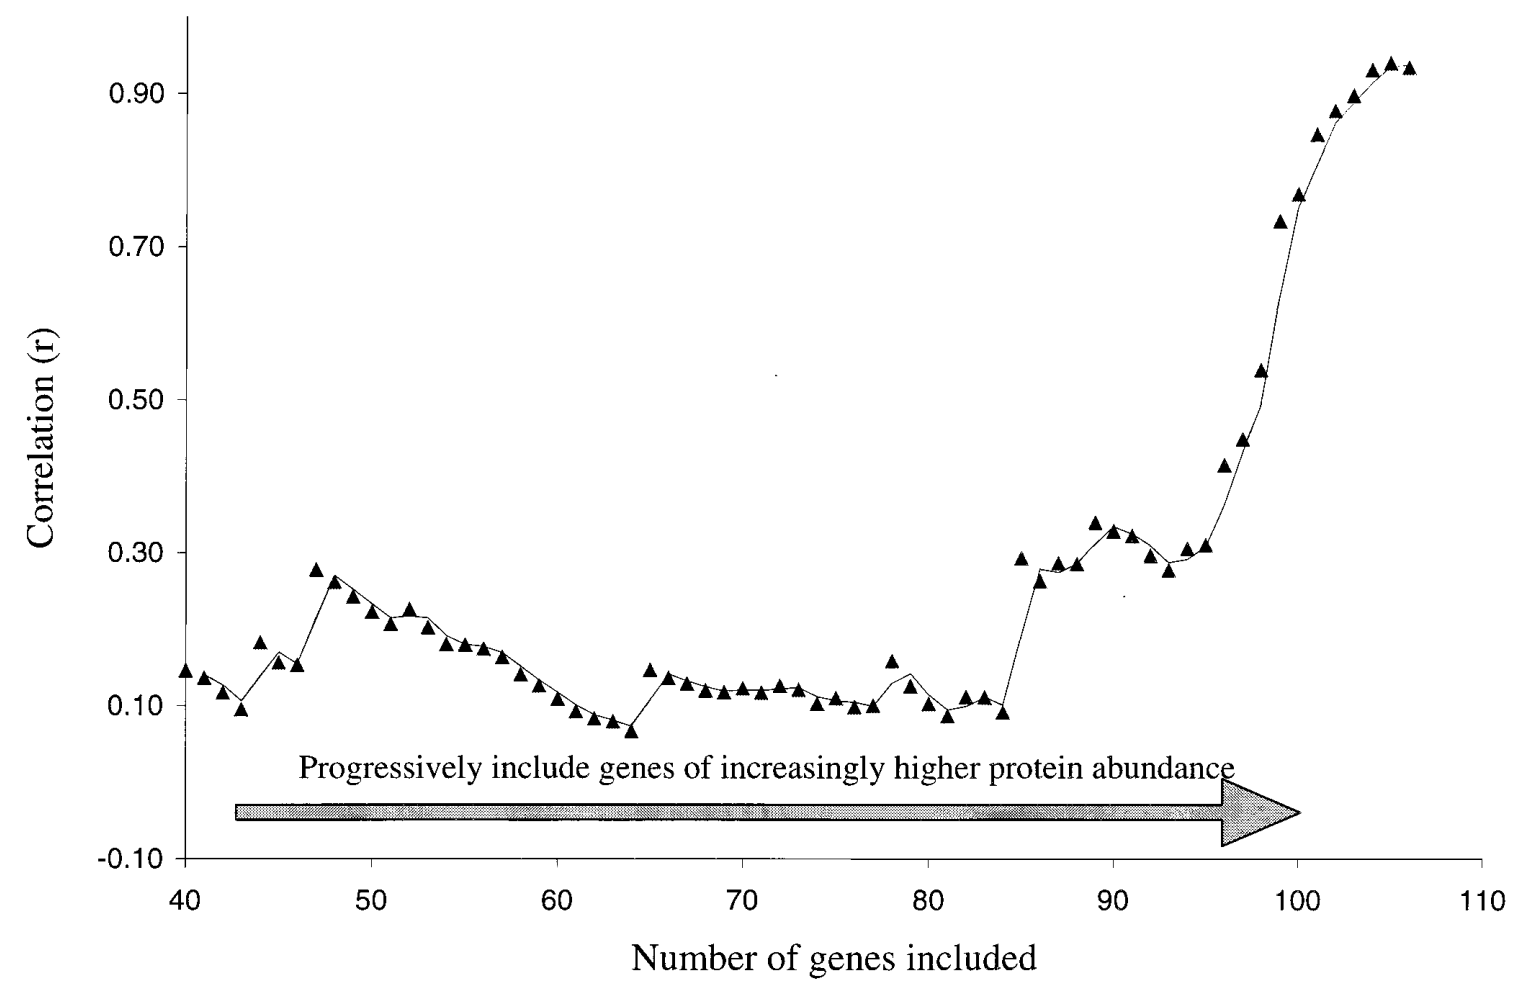 0.90
0.70
0.50
0.30
0.10
-0.10
Correlation (r)
Progressively include genes of increasingly higher protein abundance
40 50 60 70 80 90 100 110
Number of genes included